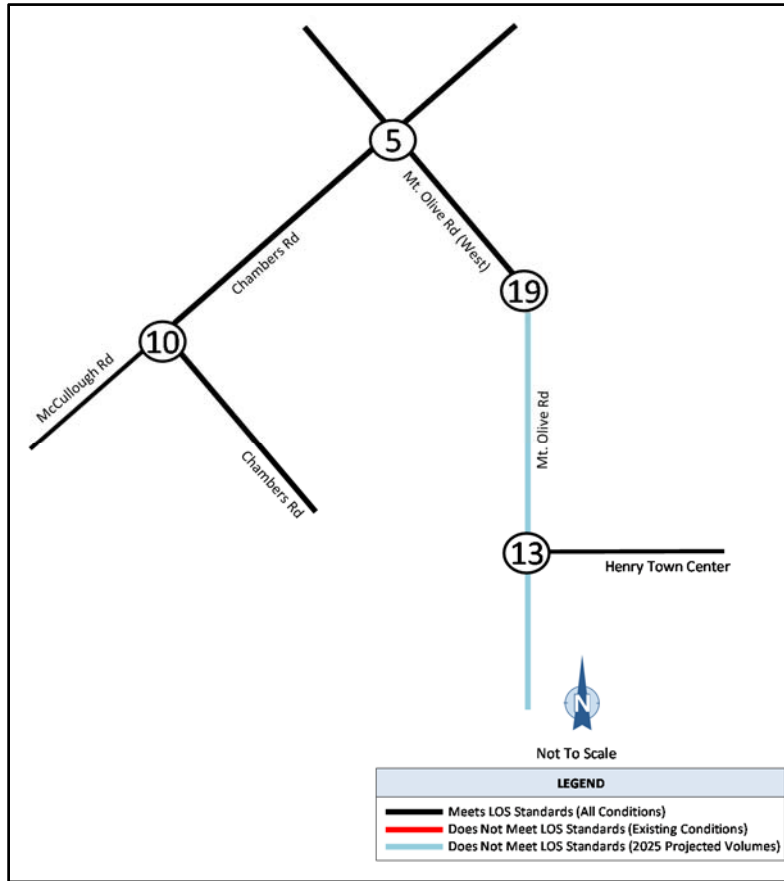 5
Mt. Olive Rd (West)
Chambers Rd
19
10
McCullough Rd
Mt. Olive Rd
Chambers Rd
13
Henry Town Center
N
Not To Scale
LEGEND
Meets LOS Standards (All Conditions)
Does Not Meet LOS Standards (Existing Conditions)
Does Not Meet LOS Standards (2025 Projected Volumes)